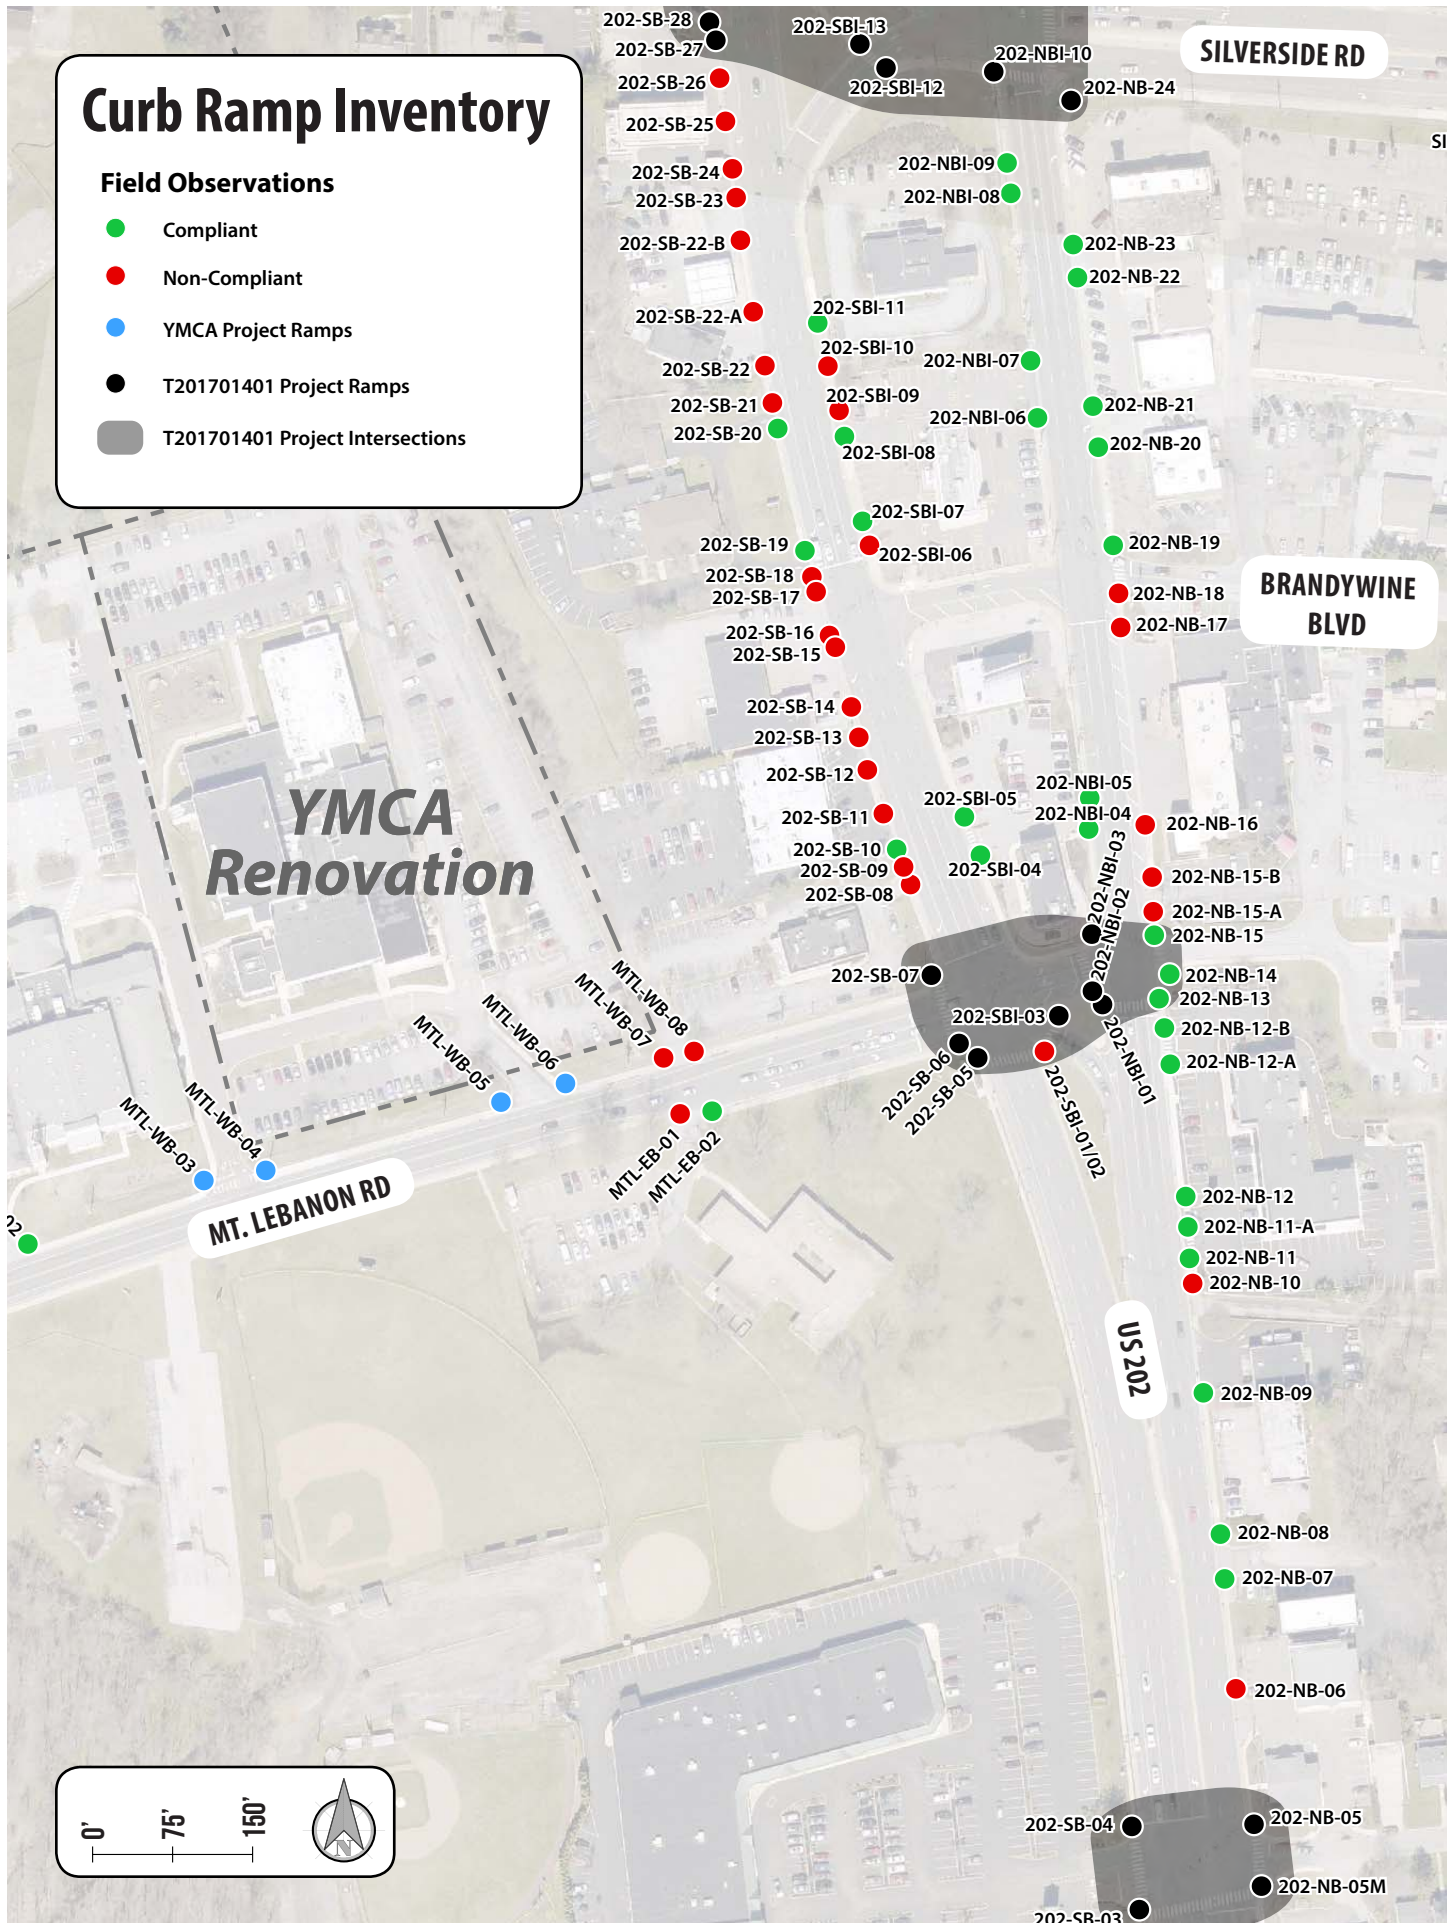 Curb Ramp Inventory
Field Observations
Compliant
Non-Compliant
YMCA Project Ramps
T201701401 Project Ramps
T201701401 Project Intersections
SILVERSIDE RD
SI
202-SB-28
202-SB-27
202-SB-26
202-SB-25
202-SB-24
202-SB-23
202-SB-22-B
202-SB-22-A
202-SB-22
202-SB-21
202-SB-20
202-SB-19
202-SB-18
202-SB-17
202-SB-16
202-SB-15
202-SB-14
202-SB-13
202-SB-12
202-SB-11
202-SB-10
202-SB-09
202-SB-08
202-SB-07
202-SB-06
202-SB-05
202-SBI-13
202-SBI-12
202-SBI-11
202-SBI-10
202-SBI-09
202-SBI-08
202-SBI-07
202-SBI-06
202-SBI-05
202-SBI-04
202-SBI-03
202-SBI-01/02
202-NBI-10
202-NBI-09
202-NBI-08
202-NBI-07
202-NBI-06
202-NBI-05
202-NBI-04
202-NBI-03
202-NBI-02
202-NBI-01
202-NB-24
202-NB-23
202-NB-22
202-NB-21
202-NB-20
202-NB-19
202-NB-18
202-NB-17
BRANDYWINE
BLVD
202-NB-16
202-NB-15-B
202-NB-15-A
202-NB-15
202-NB-14
202-NB-13
202-NB-12-B
202-NB-12-A
202-NB-12
202-NB-11-A
202-NB-11
202-NB-10
202-NB-09
202-NB-08
202-NB-07
202-NB-06
202-NB-05
202-NB-05M
202-SB-04
202-SB-03
US 202
YMCA
Renovation
MTL-WB-08
MTL-WB-07
MTL-WB-06
MTL-WB-05
MTL-WB-04
MTL-WB-03
MTL-EB-01
MTL-EB-02
MT. LEBANON RD
02
0'
75'
150'
N